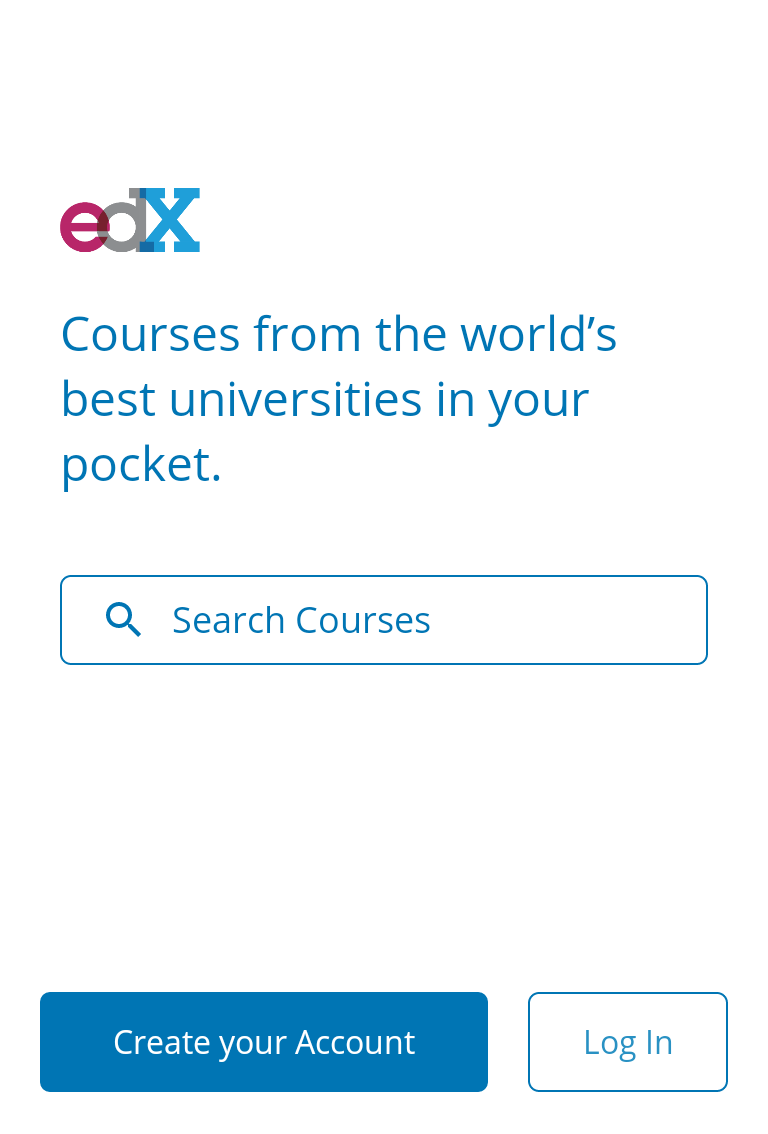 edX
Courses from the world’s
best universities in your
pocket.
Search Courses
Create your Account
Log In